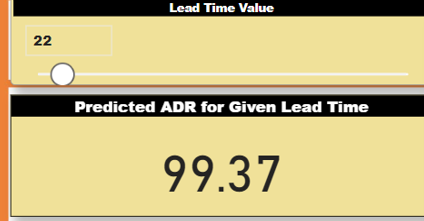 Lead Time Value
22
Predicted ADR for Given Lead Time
99.37